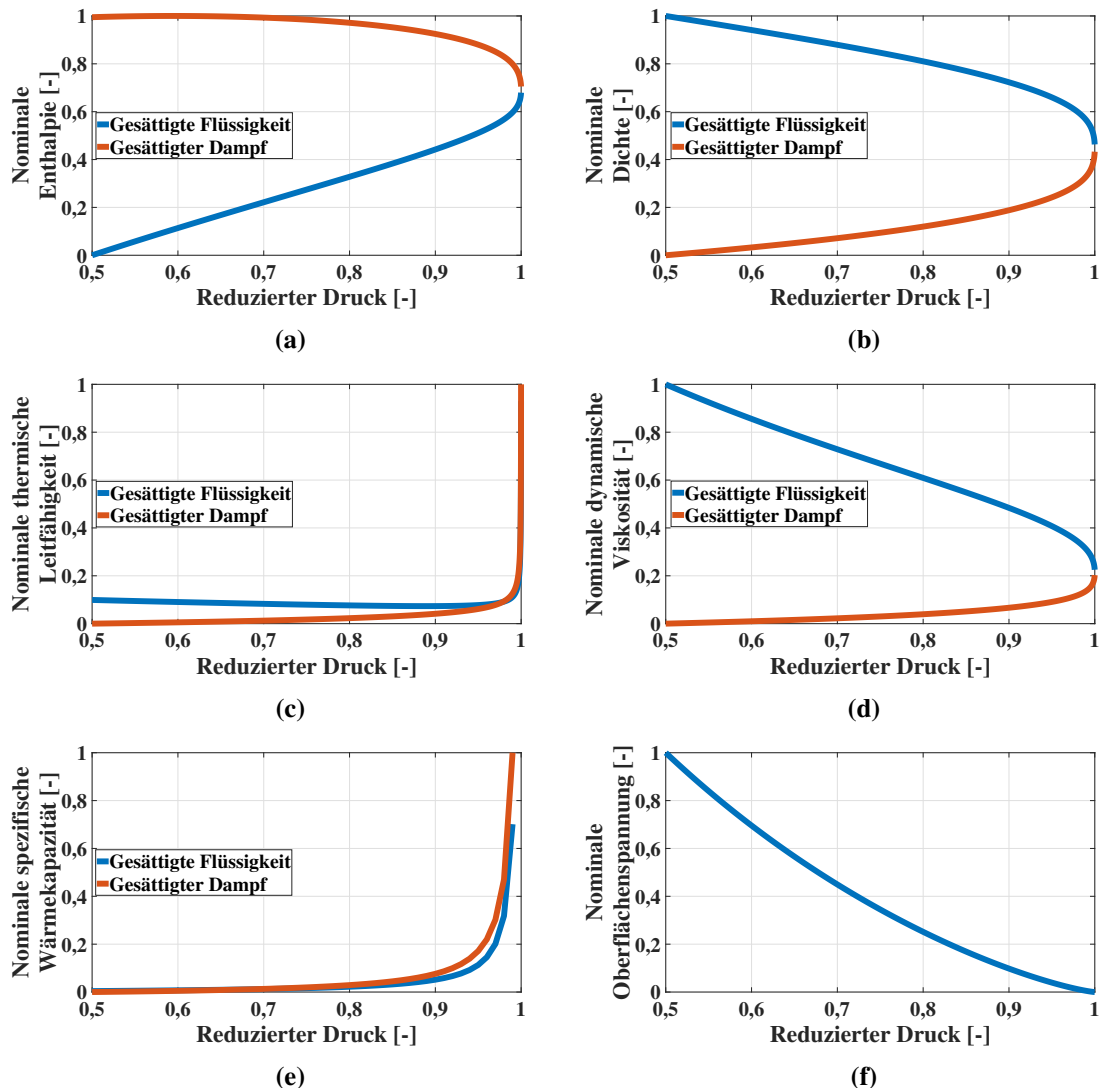 Nominale
Enthalpie [-]
1
0,8
0,6
0,4
0,2
0
Gesättigte Flüssigkeit
Gesättigter Dampf
0,5 0,6 0,7 0,8 0,9 1
Reduzierter Druck [-]
(a)
Nominale
Dichte [-]
1
0,8
0,6
0,4
0,2
0
Gesättigte Flüssigkeit
Gesättigter Dampf
0,5 0,6 0,7 0,8 0,9 1
Reduzierter Druck [-]
(b)
Nominale thermische
Leitfähigkeit [-]
1
0,8
0,6
0,4
0,2
0
Gesättigte Flüssigkeit
Gesättigter Dampf
0,5 0,6 0,7 0,8 0,9 1
Reduzierter Druck [-]
(c)
Nominale dynamische
Viskosität [-]
1
0,8
0,6
0,4
0,2
0
Gesättigte Flüssigkeit
Gesättigter Dampf
0,5 0,6 0,7 0,8 0,9 1
Reduzierter Druck [-]
(d)
Nominale spezifische
Wärmekapazität [-]
1
0,8
0,6
0,4
0,2
0
Gesättigte Flüssigkeit
Gesättigter Dampf
0,5 0,6 0,7 0,8 0,9 1
Reduzierter Druck [-]
(e)
Nominale
Oberflächenspannung [-]
1
0,8
0,6
0,4
0,2
0
0,5 0,6 0,7 0,8 0,9 1
Reduzierter Druck [-]
(f)